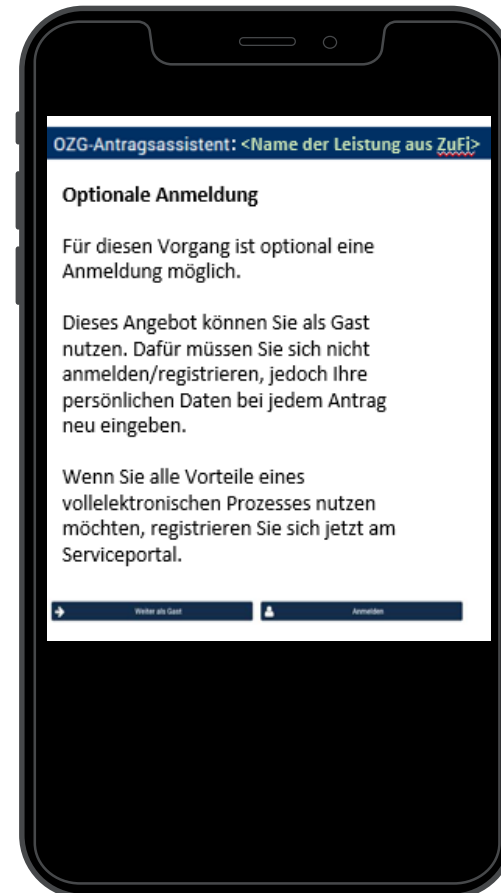 OZG-Antragsassistent: <Name der Leistung aus ZuFi>
Optionale Anmeldung
Für diesen Vorgang ist optional eine
Anmeldung möglich.
Dieses Angebot können Sie als Gast
nutzen. Dafür müssen Sie sich nicht
anmelden/registrieren, jedoch Ihre
persönlichen Daten bei jedem Antrag
neu eingeben.
Wenn Sie alle Vorteile eines
vollelektronischen Prozesses nutzen
möchten, registrieren Sie sich jetzt am
Serviceportal.
Weiter als Gast
Anmelden